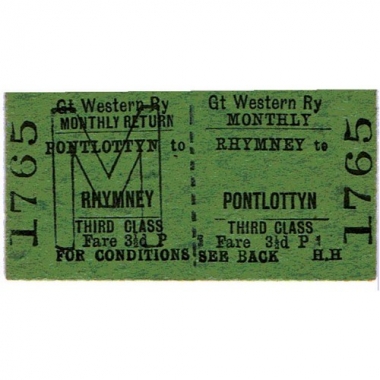 1765
Gt Western Ry
MONTHLY RETURN
PONTLOTTYN to
RHYMNEY
THIRD CLASS
Fare 3½d P
M
Gt Western Ry
MONTHLY
RHYMNEY to
PONTLOTTYN
THIRD CLASS
Fare 3½d P
FOR CONDITIONS SEE BACK H.H
1765